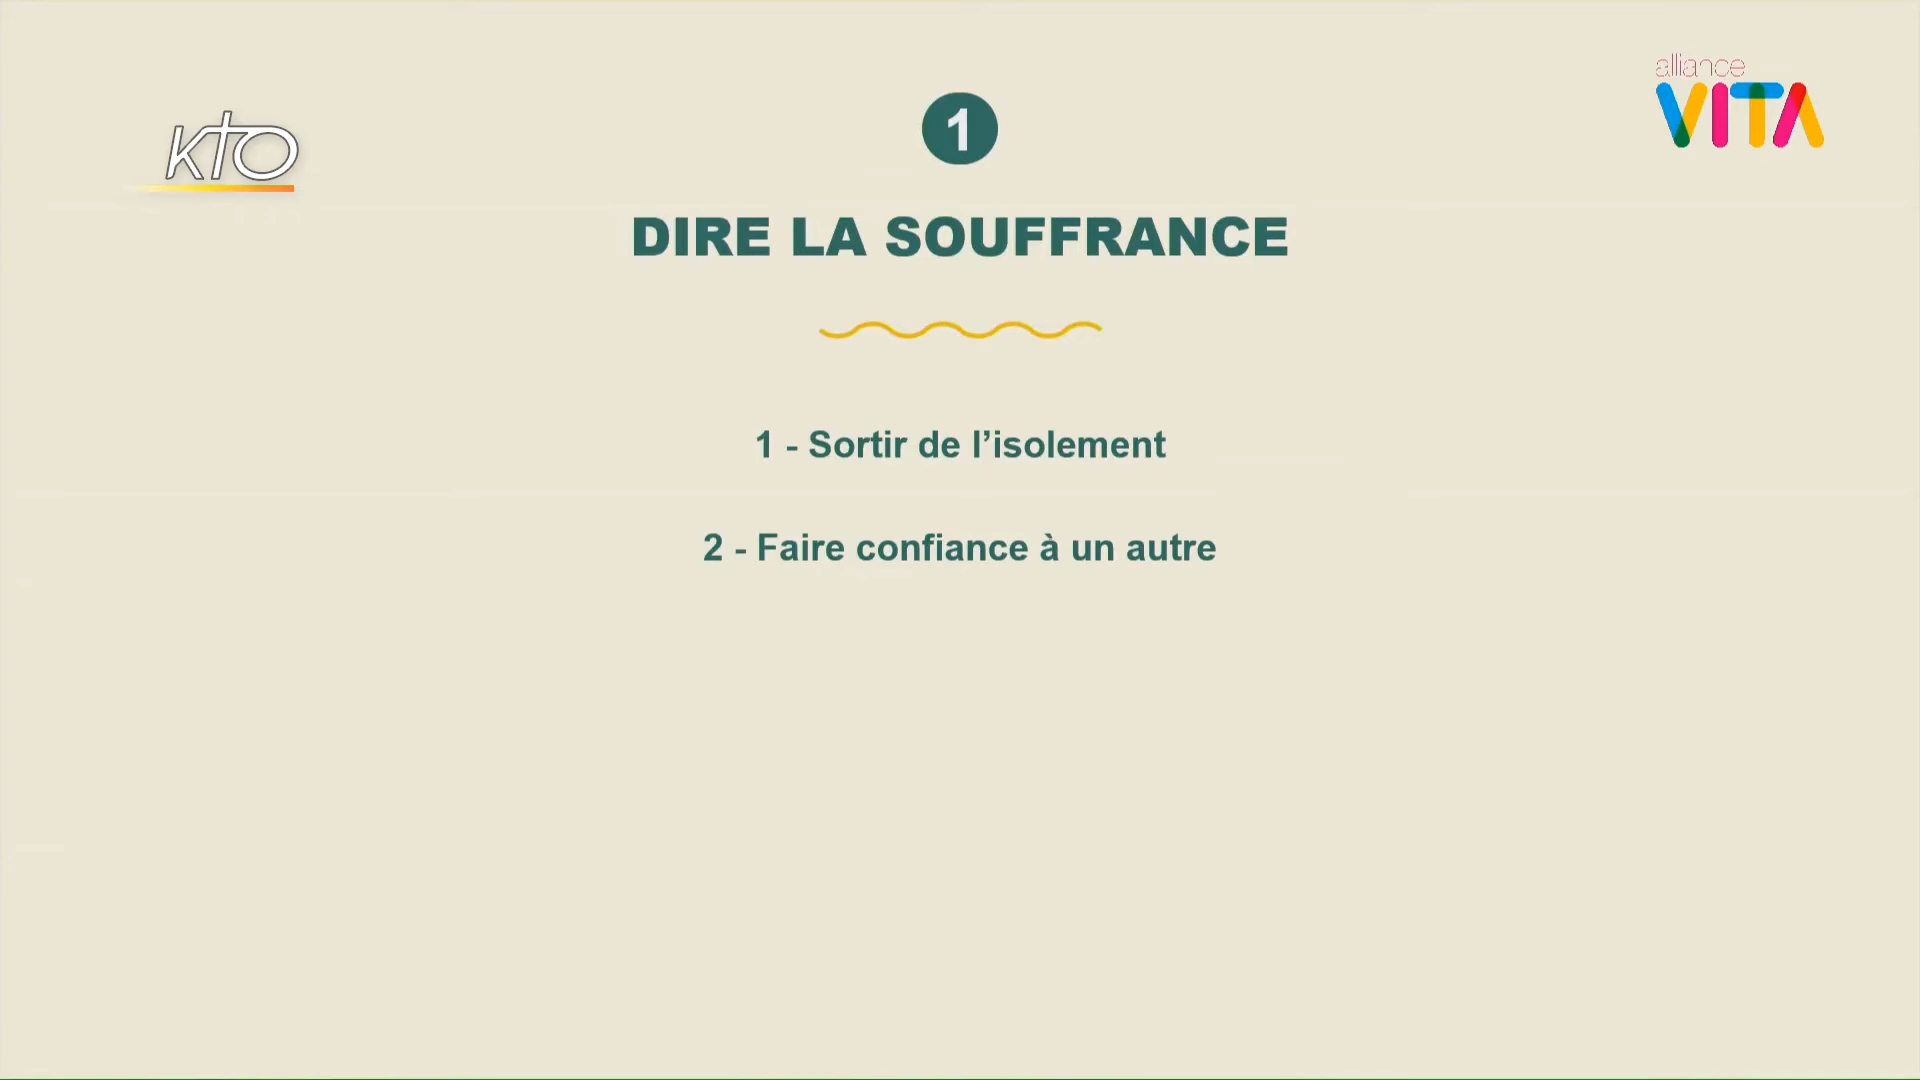 KTO
alliance
VITA
1
DIRE LA SOUFFRANCE
1 - Sortir de l’isolement
2 - Faire confiance à un autre